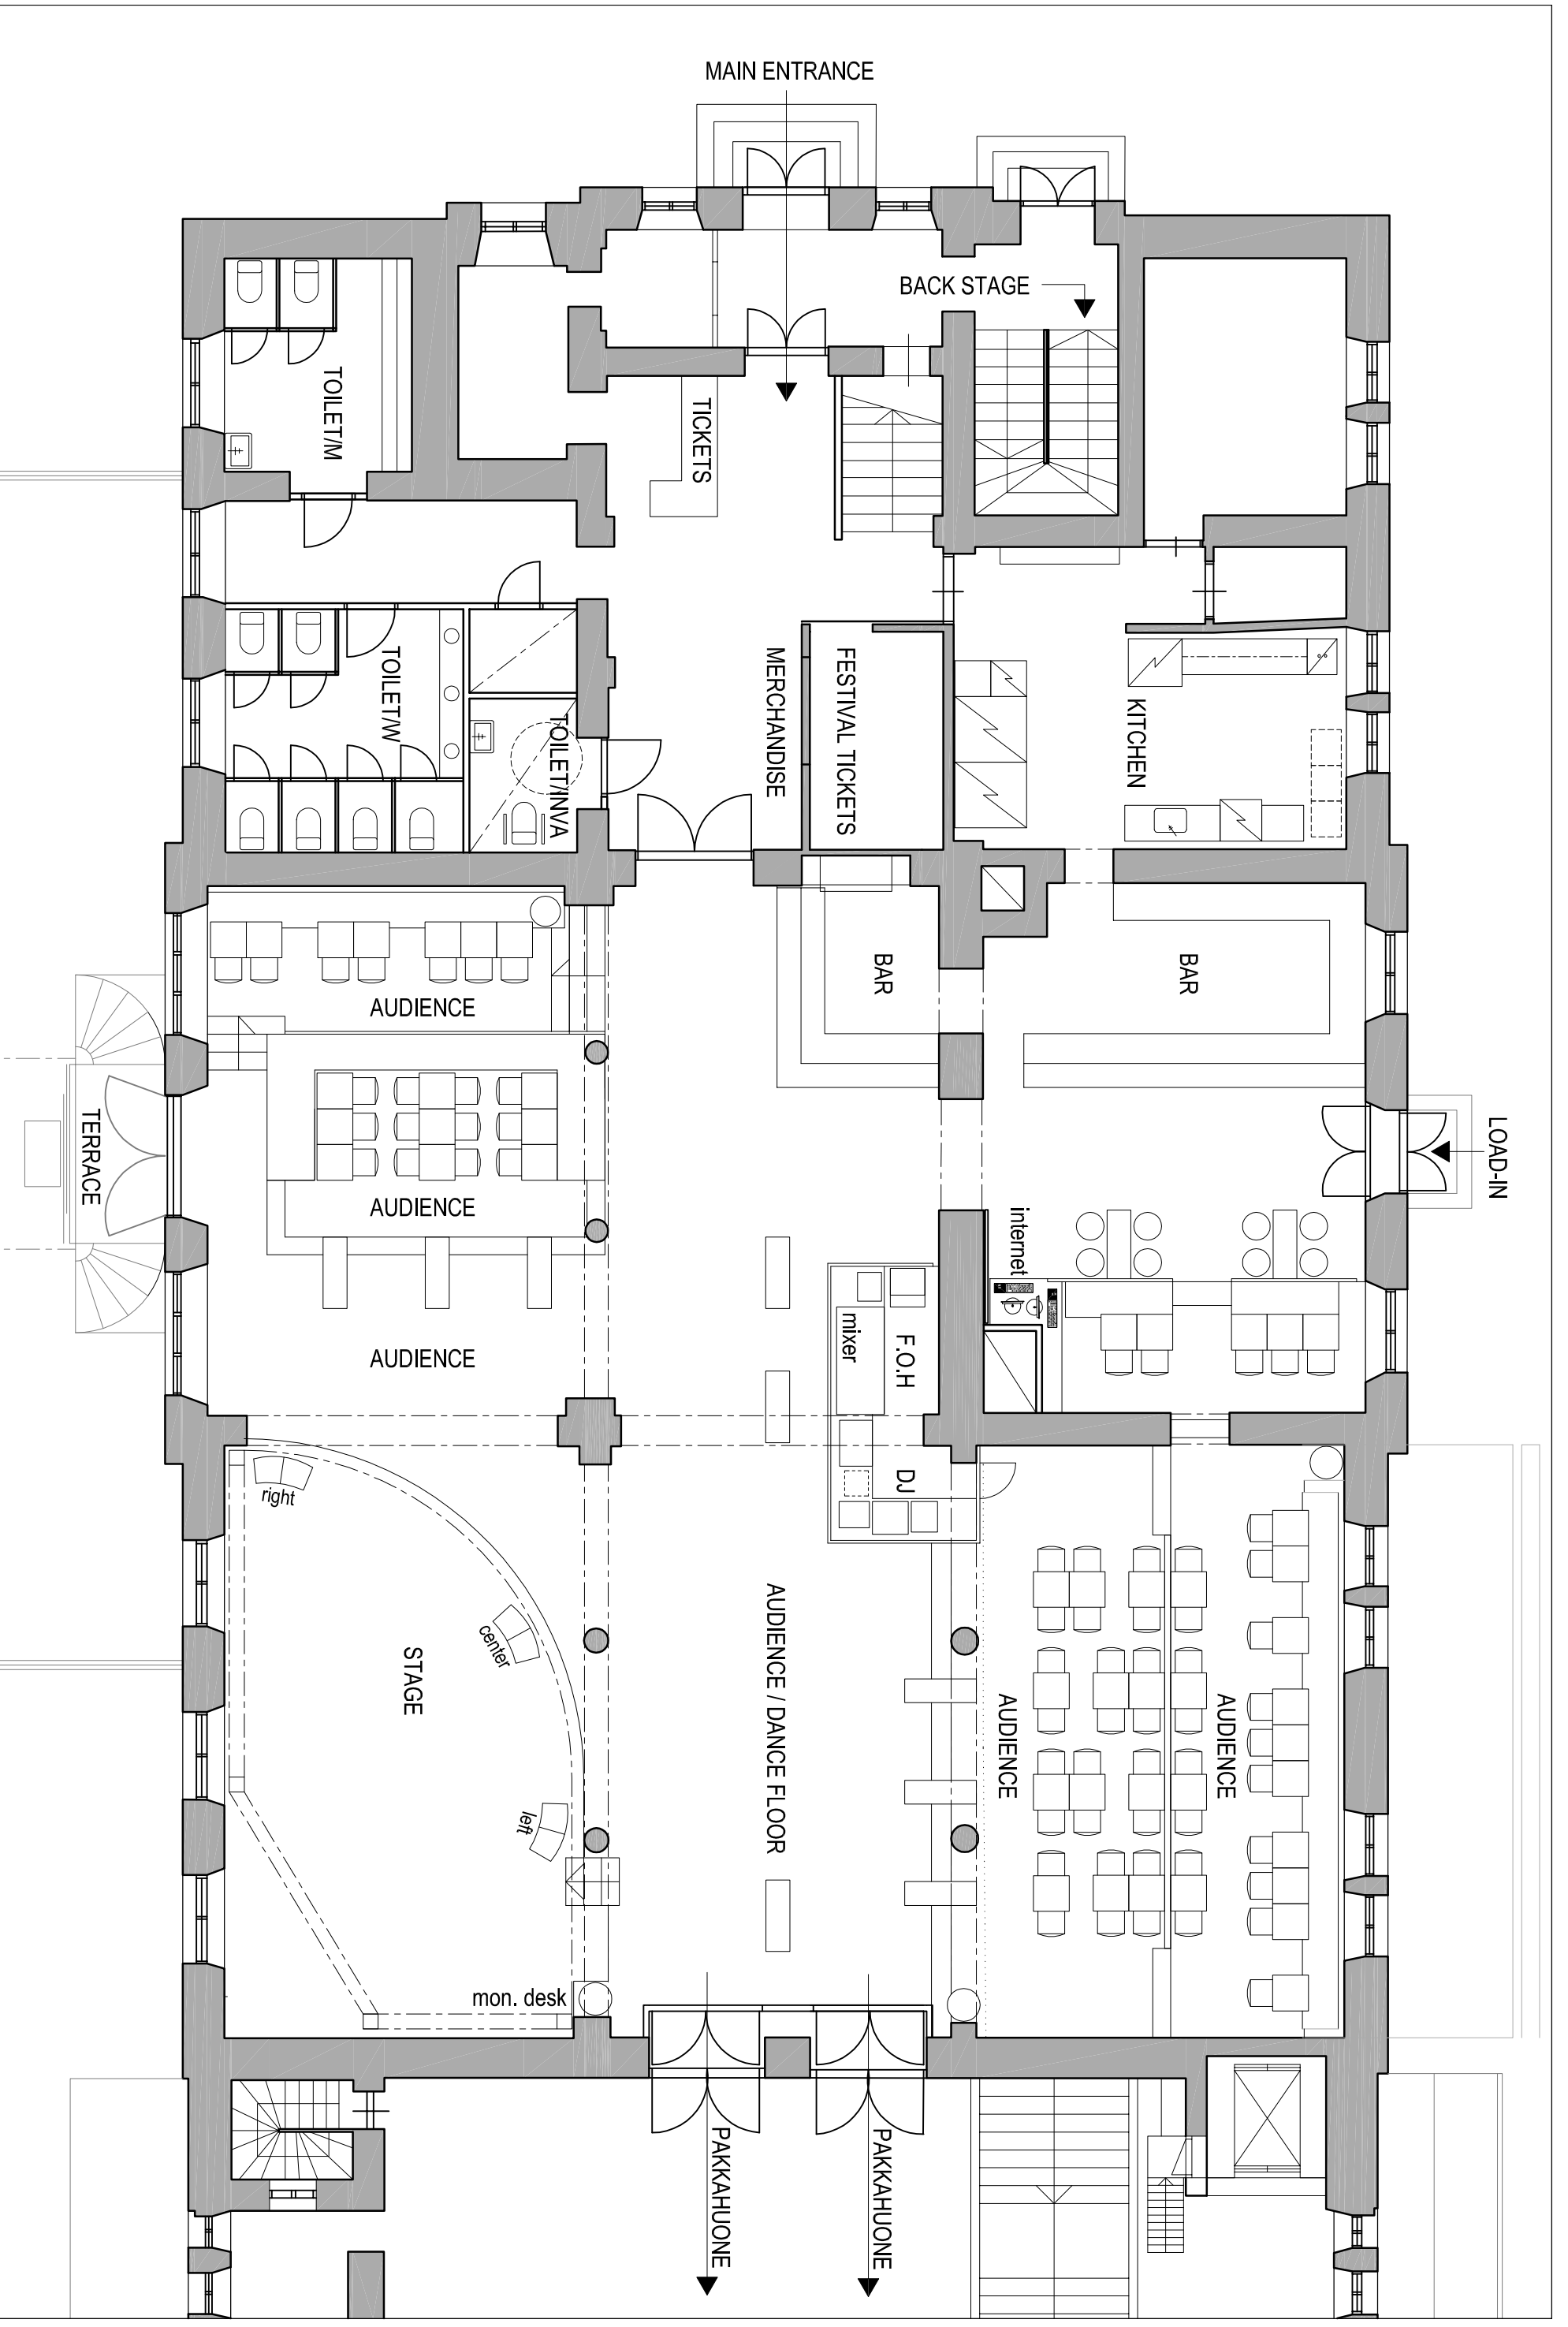 MAIN ENTRANCE
BACK STAGE
TOILET/M
TICKETS
TOILET/W
TOILET/INVA
MERCHANDISE
FESTIVAL TICKETS
KITCHEN
BAR
BAR
AUDIENCE
TERRACE
LOAD-IN
AUDIENCE
internet
mixer
F.O.H
AUDIENCE
right
DJ
center
STAGE
AUDIENCE / DANCE FLOOR
AUDIENCE
AUDIENCE
left
mon. desk
PAKKAHUONE
PAKKAHUONE